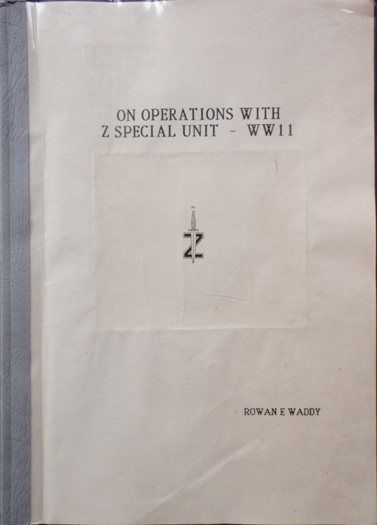 ON OPERATIONS WITH
Z SPECIAL UNIT - WW11
Z
ROWAN E WADDY